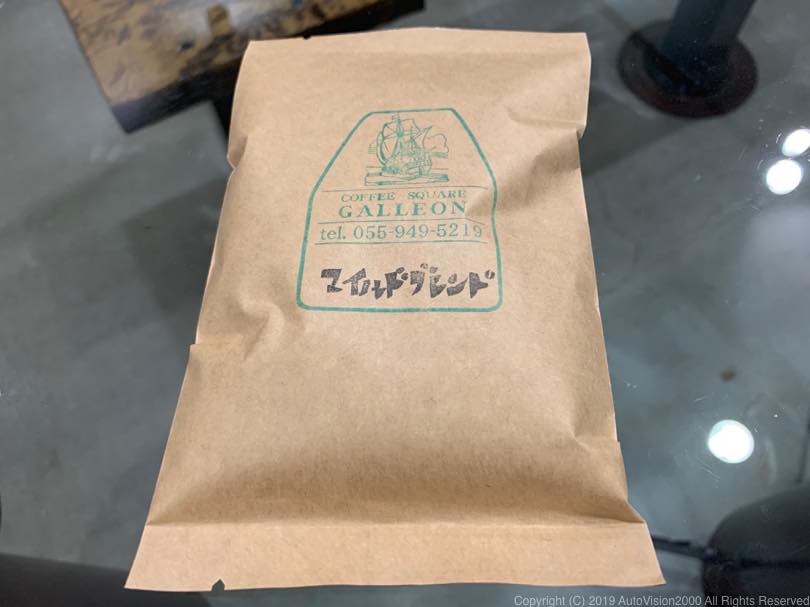 COFFEE SQUARE
GALLEON
tel. 055-949-5219
マイルドブレンド
Copyright (C) 2019 AutoVision2000 All Rights Reserved